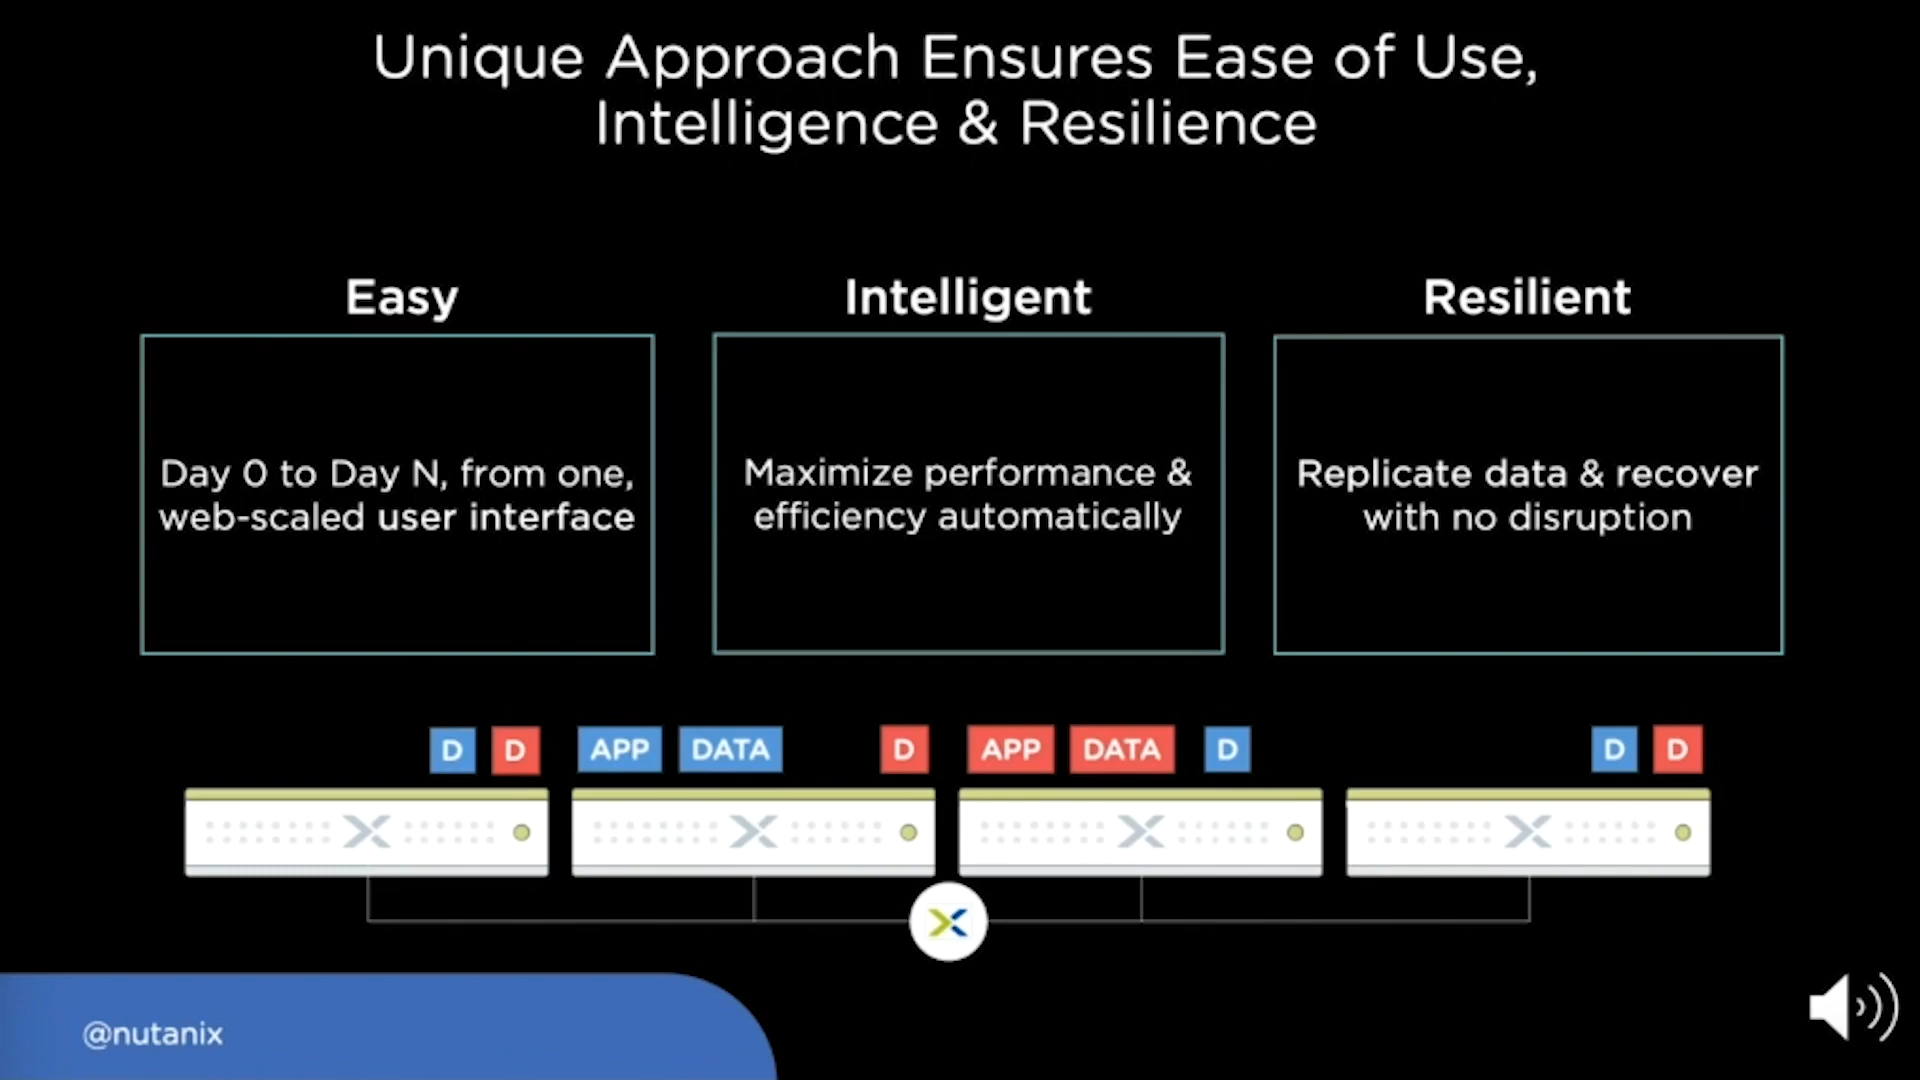 Unique Approach Ensures Ease of Use,
Intelligence & Resilience
Easy
Day 0 to Day N, from one,
web-scaled user interface
Intelligent
Maximize performance &
efficiency automatically
Resilient
Replicate data & recover
with no disruption
D D APP DATA D APP DATA D D D
@nutanix